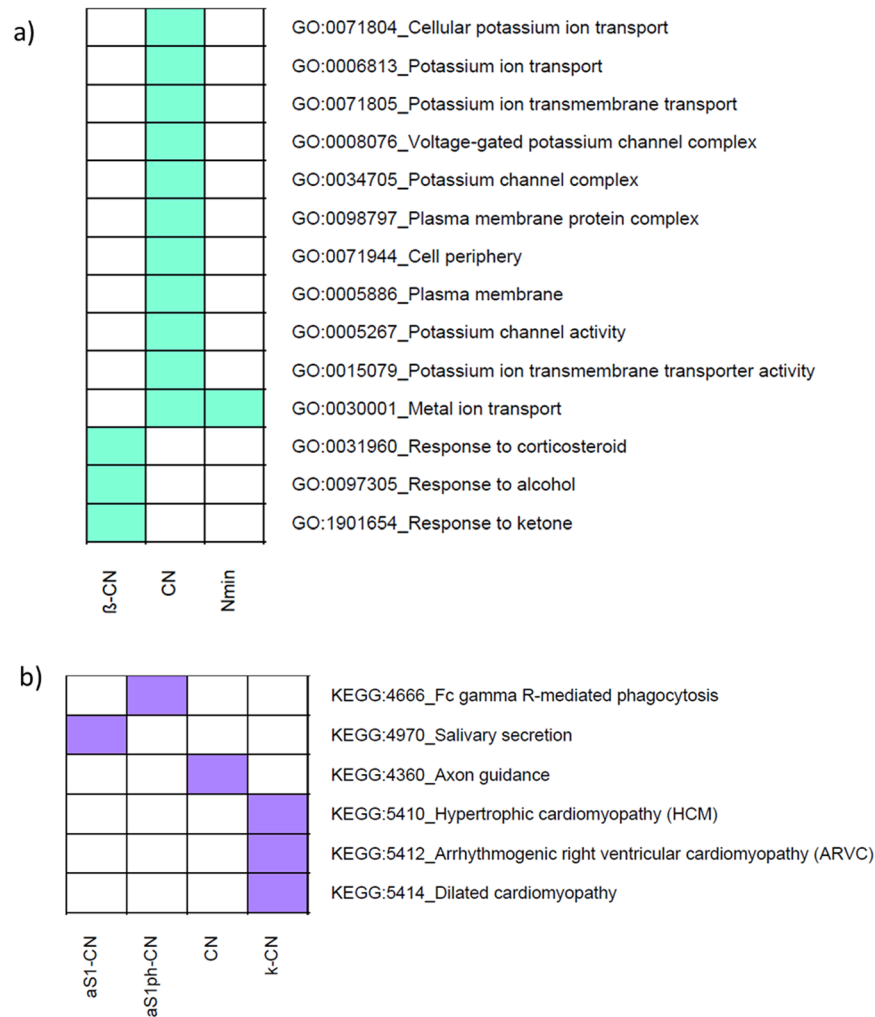 a)
GO:0071804_Cellular potassium ion transport
GO:0006813_Potassium ion transport
GO:0071805_Potassium ion transmembrane transport
GO:0008076_Voltage-gated potassium channel complex
GO:0034705_Potassium channel complex
GO:0098797_Plasma membrane protein complex
GO:0071944_Cell periphery
GO:0005886_Plasma membrane
GO:0005267_Potassium channel activity
GO:0015079_Potassium ion transmembrane transporter activity
GO:0030001_Metal ion transport
GO:0031960_Response to corticosteroid
GO:0097305_Response to alcohol
GO:1901654_Response to ketone
ß-CN
CN
Nmin
b)
KEGG:4666_Fc gamma R-mediated phagocytosis
KEGG:4970_Salivary secretion
KEGG:4360_Axon guidance
KEGG:5410_Hypertrophic cardiomyopathy (HCM)
KEGG:5412_Arrhythmogenic right ventricular cardiomyopathy (ARVC)
KEGG:5414_Dilated cardiomyopathy
aS1-CN
aS1ph-CN
CN
k-CN